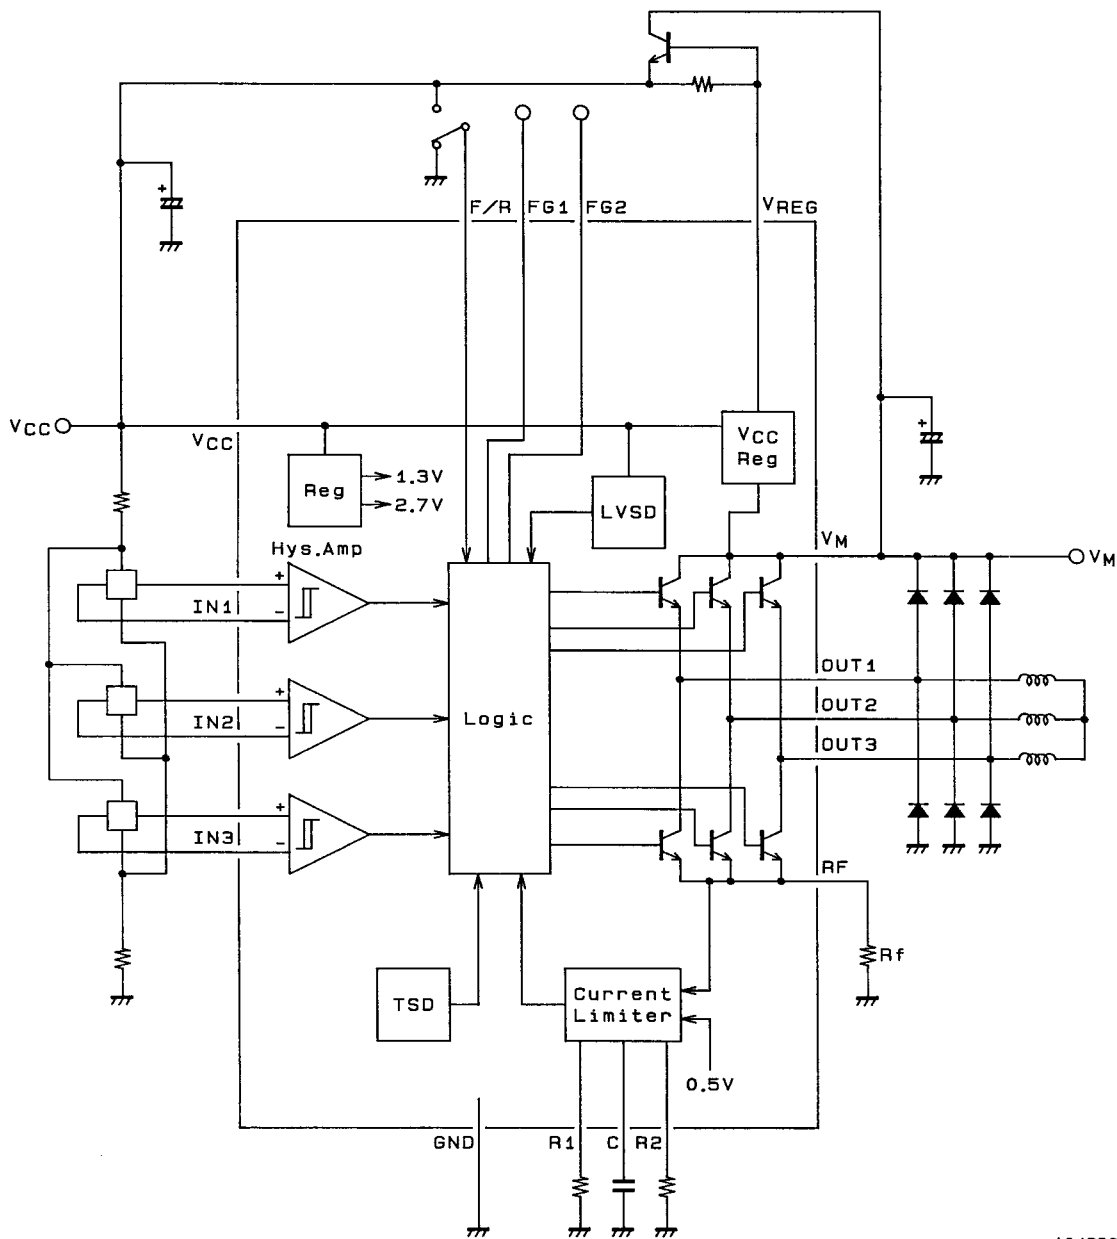 F/R FG1 FG2 VREG
+
+
VCC
VCC
VCC
Reg
Reg
1.3V
2.7V
LVSD
Hys.Amp
VM
VM
IN1
+
−
OUT1
IN2
+
−
Logic
OUT2
OUT3
IN3
+
−
RF
Rf
TSD
Current
Limiter
0.5V
GND R1 C R2